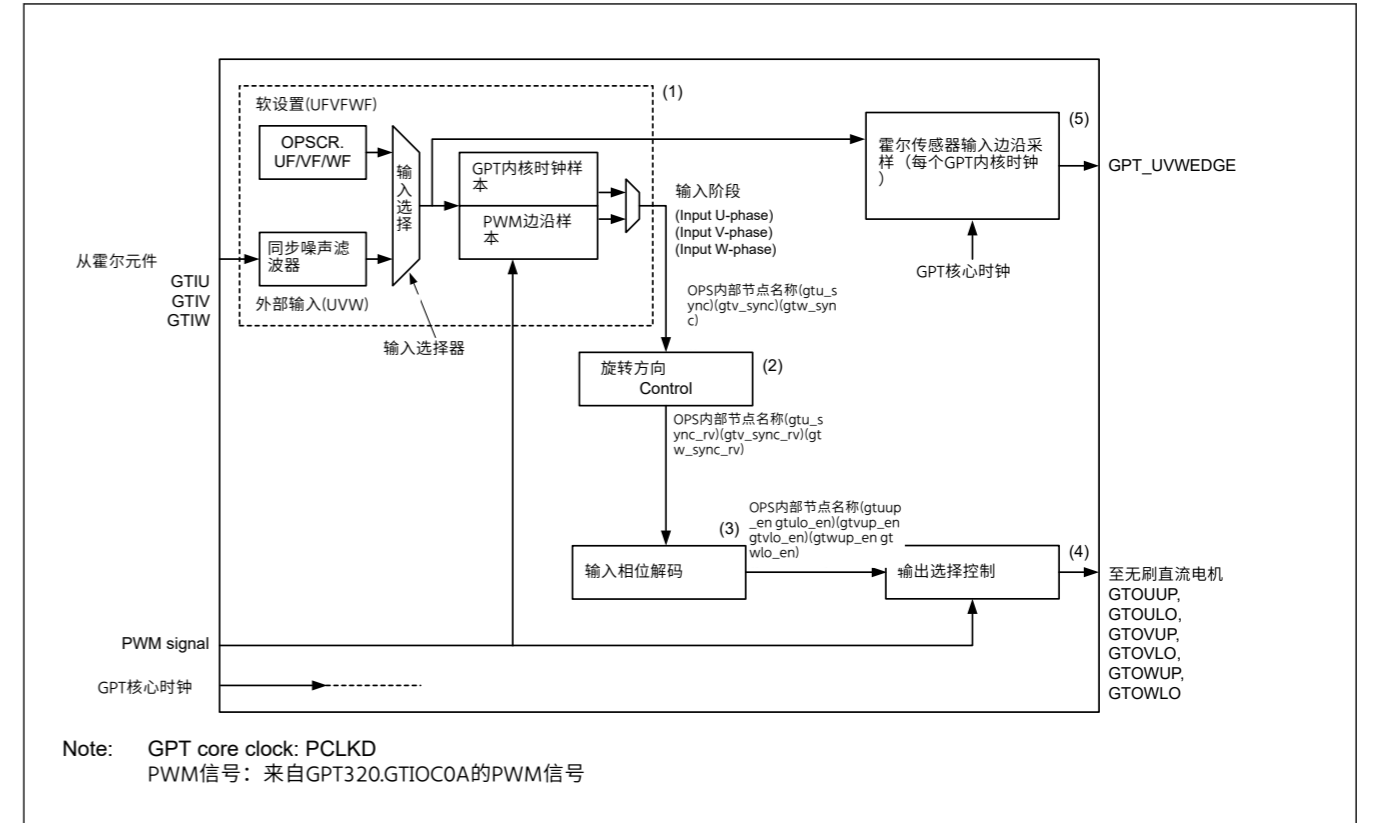 (1)
软设置(UFVFWF)
OPSCR.
UF/VF/WF
输
入
选
择
同步噪声滤
波器
外部输入(UVW)
从霍尔元件
GTIU
GTIV
GTIW
输入选择器
GPT内核时钟样
本
PWM边沿样
本
输入阶段
(Input U-phase)
(Input V-phase)
(Input W-phase)
(5)
霍尔传感器输入边沿采
样（每个GPT内核时钟
）
GPT_UVWEDGE
GPT核心时钟
OPS内部节点名称(gtu_s
ync)(gtv_sync)(gtw_syn
c)
(2)
旋转方向
Control
OPS内部节点名称(gtu_s
ync_rv)(gtv_sync_rv)(gt
w_sync_rv)
(3)
输入相位解码
OPS内部节点名称(gtuup
_en gtulo_en)(gtvup_en
gtvlo_en)(gtwup_en gt
wlo_en)
(4)
输出选择控制
至无刷直流电机
GTOUUP,
GTOULO,
GTOVUP,
GTOVLO,
GTOWUP,
GTOWLO
PWM signal
GPT核心时钟
Note: GPT core clock: PCLKD
PWM信号：来自GPT320.GTIOC0A的PWM信号